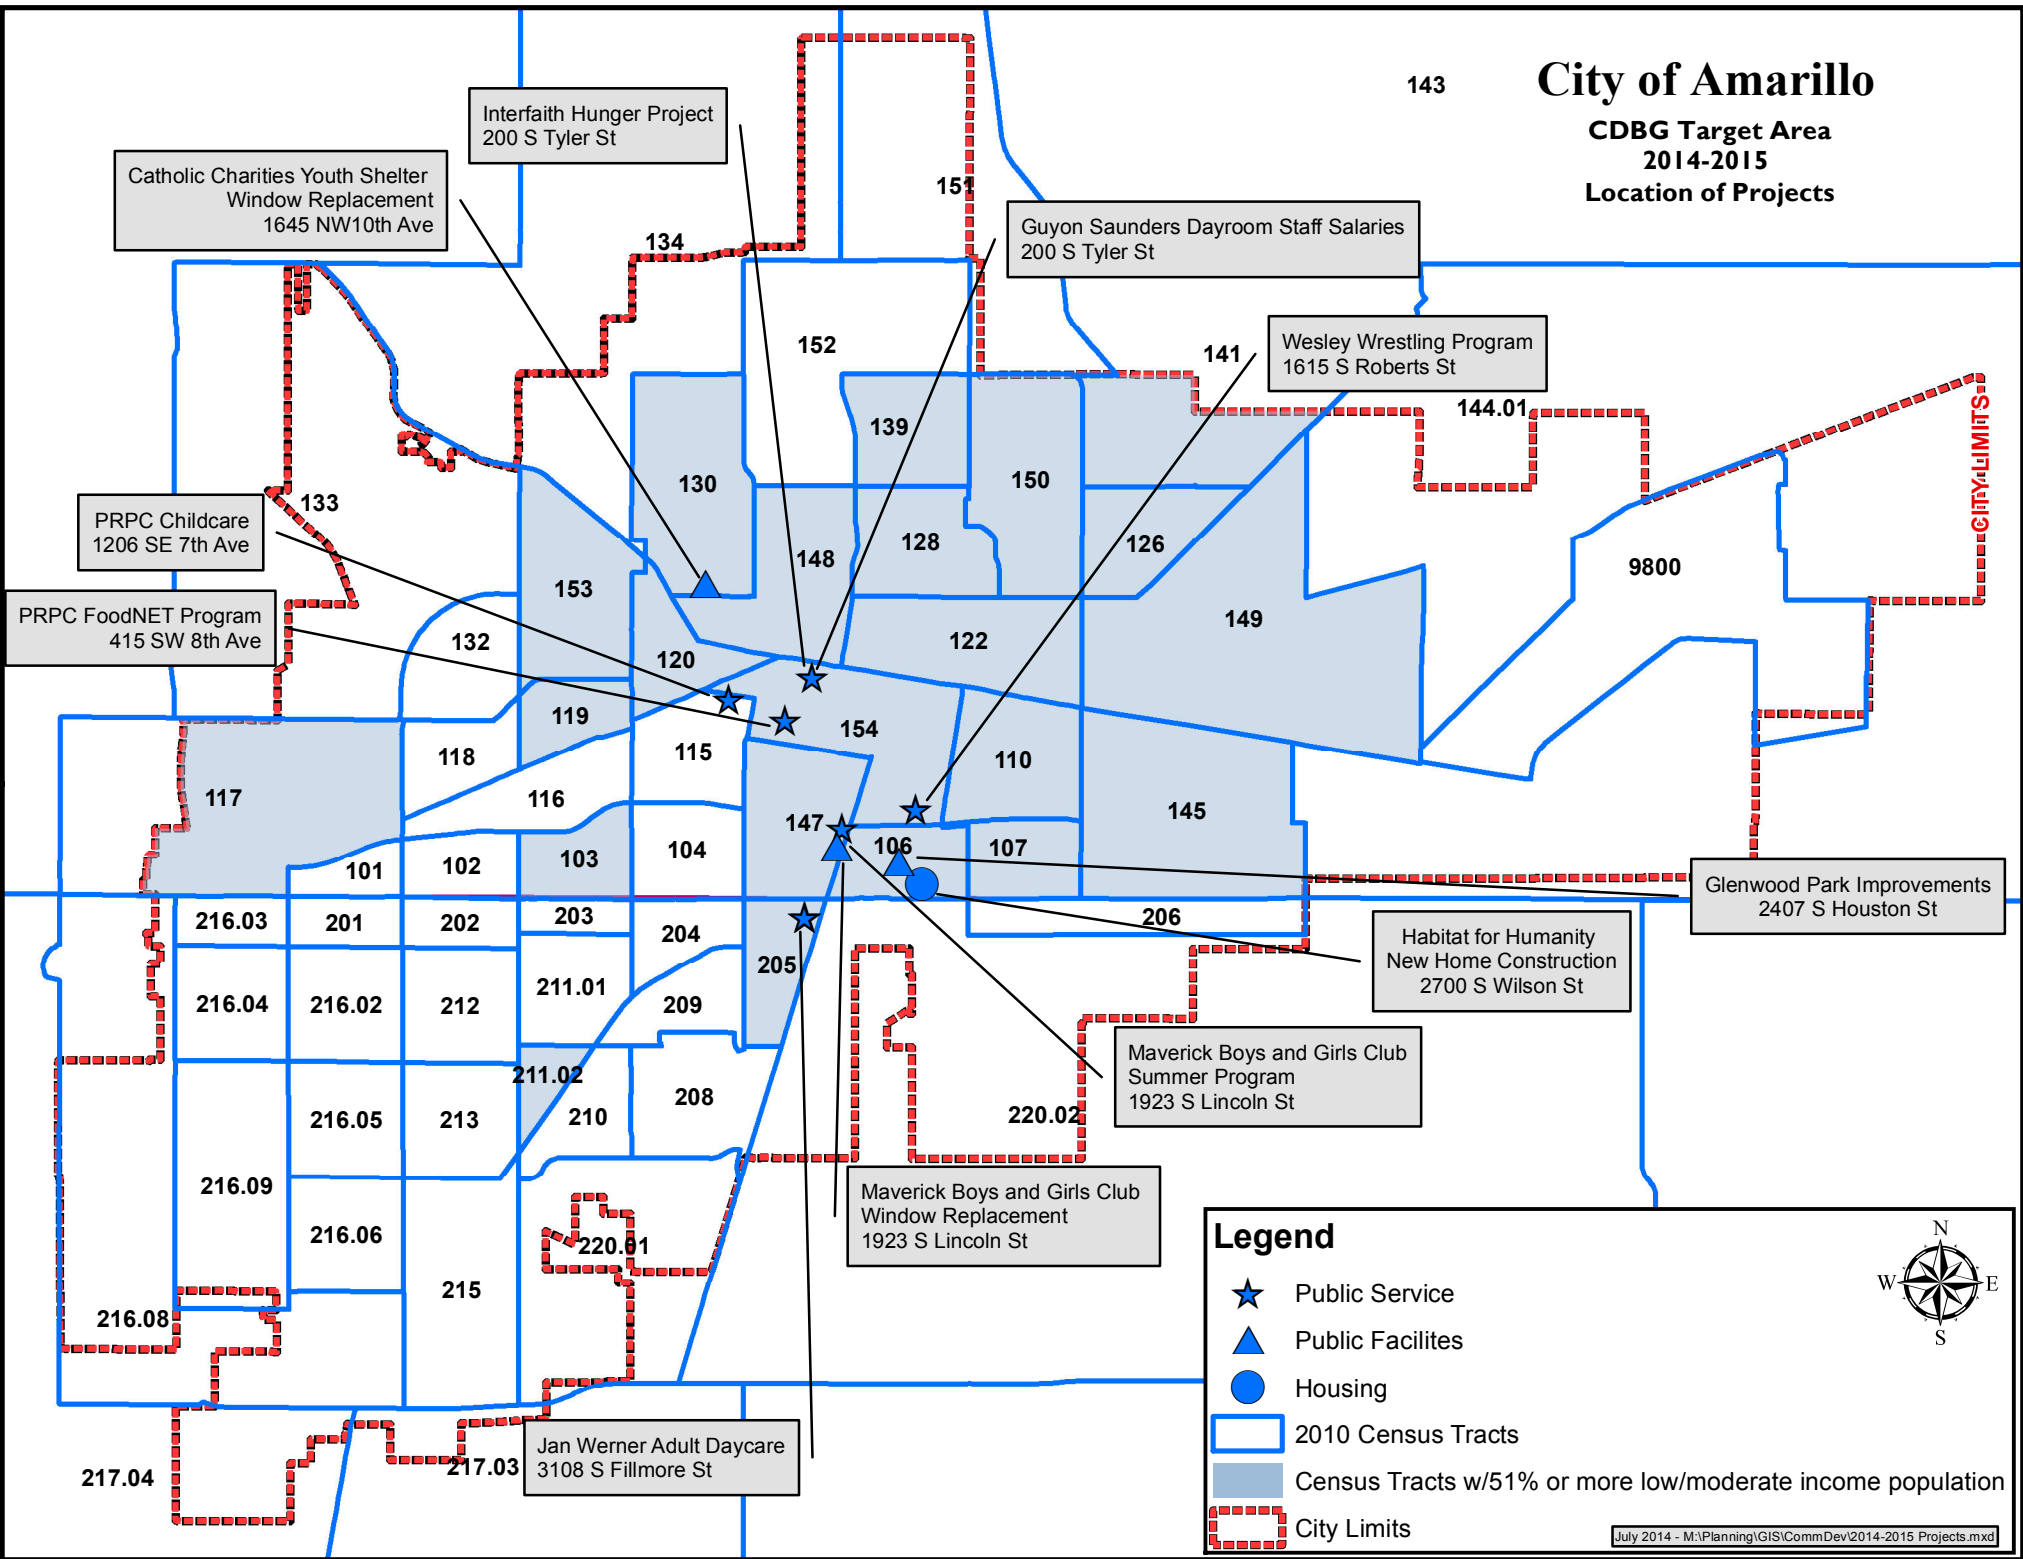 City of Amarillo
CDBG Target Area
2014-2015
Location of Projects
143
Interfaith Hunger Project
200 S Tyler St
Catholic Charities Youth Shelter
Window Replacement
1645 NW10th Ave
Guyon Saunders Dayroom Staff Salaries
200 S Tyler St
Wesley Wrestling Program
1615 S Roberts St
PRPC Childcare
1206 SE 7th Ave
PRPC FoodNET Program
415 SW 8th Ave
Glenwood Park Improvements
2407 S Houston St
Habitat for Humanity
New Home Construction
2700 S Wilson St
Maverick Boys and Girls Club
Summer Program
1923 S Lincoln St
Maverick Boys and Girls Club
Window Replacement
1923 S Lincoln St
Jan Werner Adult Daycare
3108 S Fillmore St
151
134
152
141
144.01
CITY LIMITS
139
130
150
133
148
128
126
9800
153
149
132
120
122
119
154
118
115
110
117
116
145
147
106
107
101
102
103
104
216.03
201
202
203
204
206
205
216.04
216.02
212
211.01
209
211.02
208
210
216.05
213
220.02
216.09
216.06
220.01
215
216.08
217.04
217.03
Legend
Public Service
Public Facilites
Housing
2010 Census Tracts
Census Tracts w/51% or more low/moderate income population
City Limits
N
W
E
S
July 2014 - M:\Planning\GIS\CommDev\2014-2015 Projects.mxd